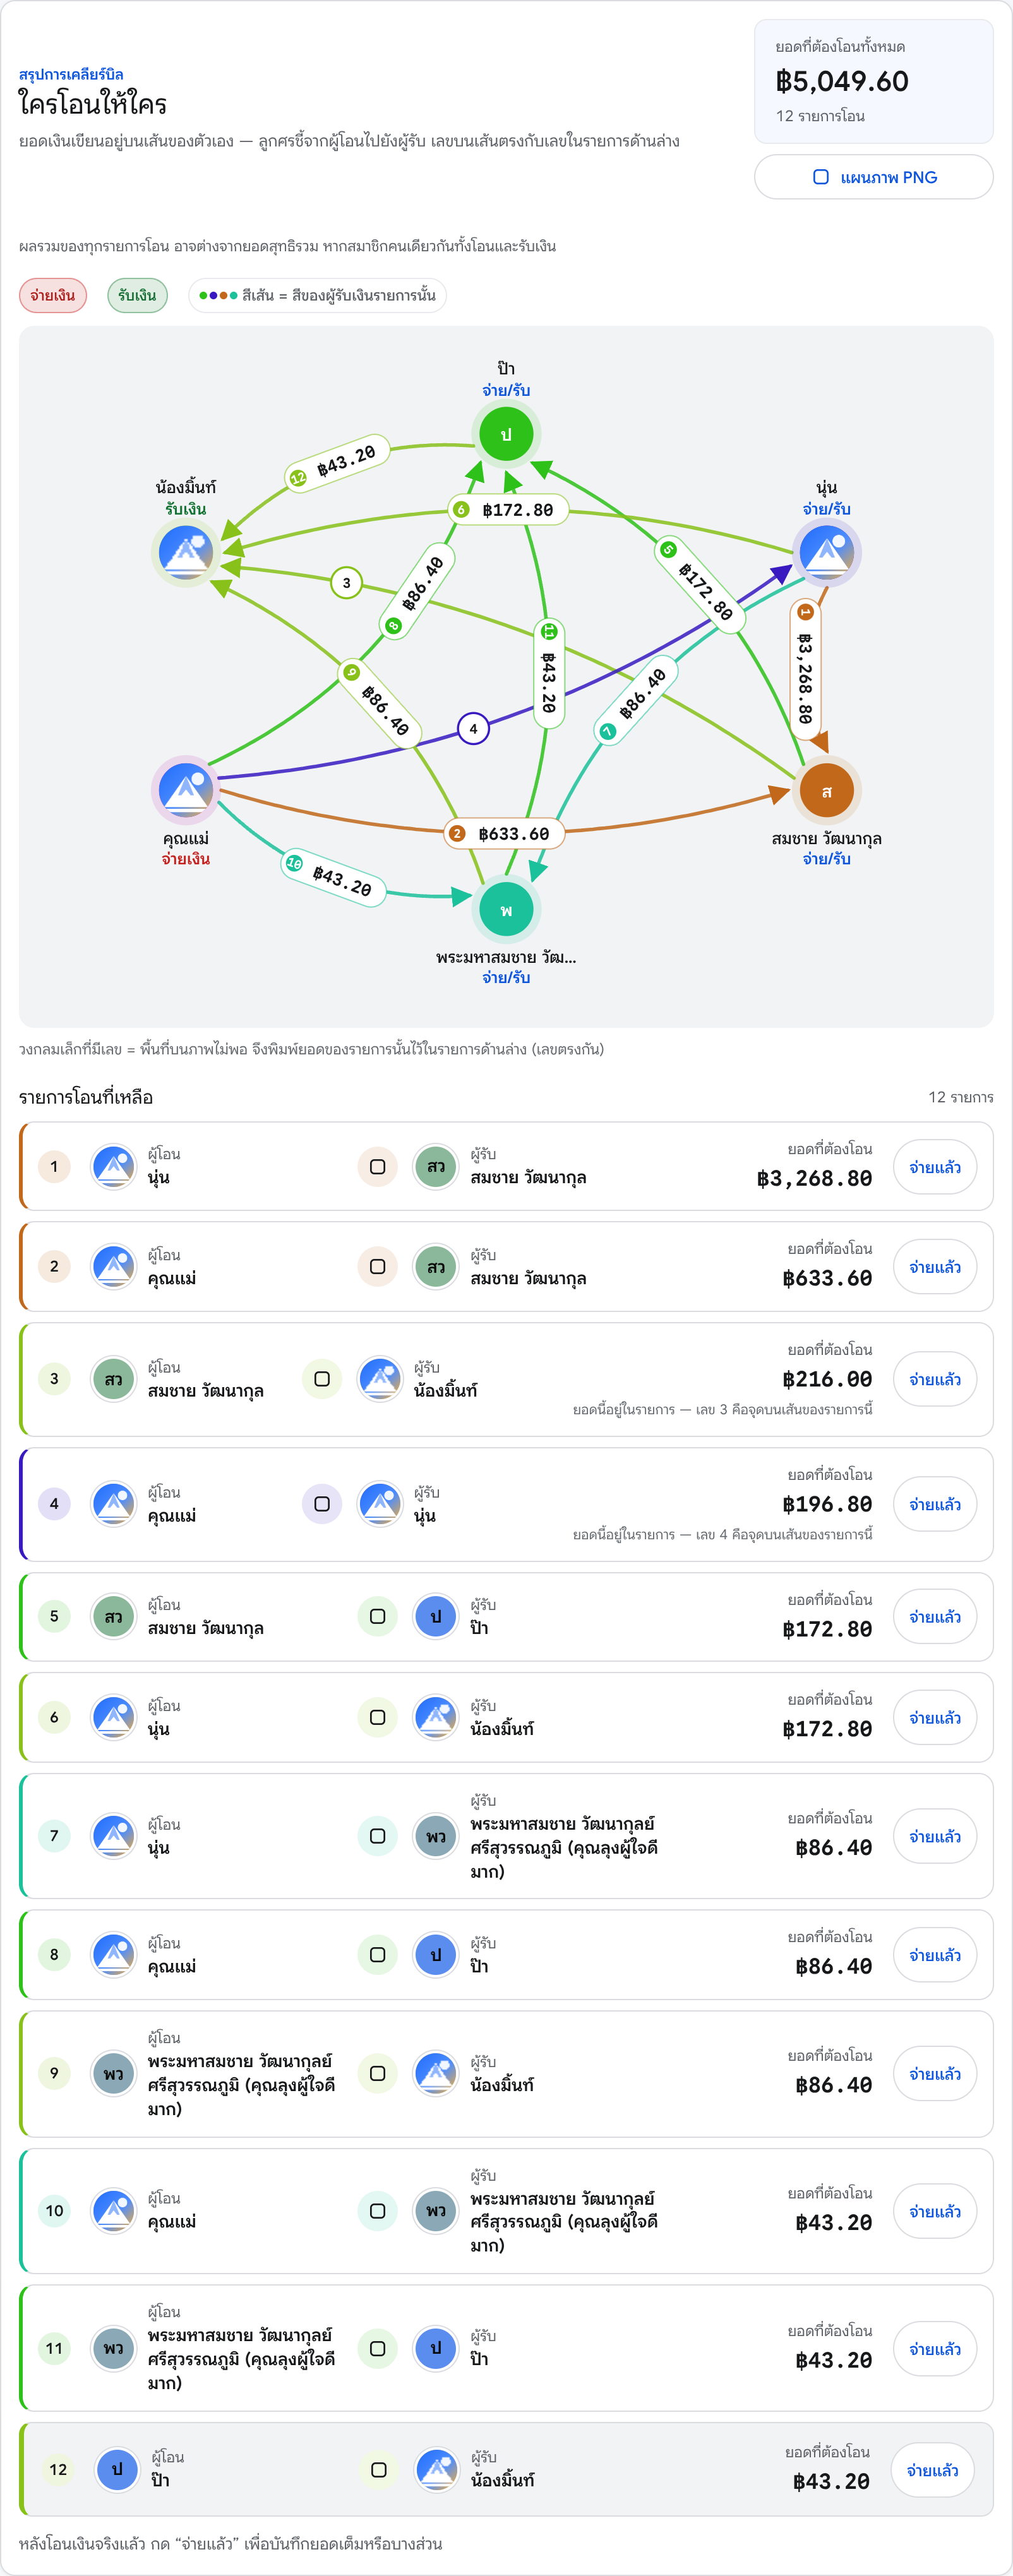 สรุปการเคลียร์บิล
ใครโอนให้ใคร
ยอดเงินเขียนอยู่บนเส้นของตัวเอง — ลูกศรชี้จากผู้โอนไปยังผู้รับ เลขบนเส้นตรงกับเลขในรายการด้านล่าง
ยอดที่ต้องโอนทั้งหมด
฿5,049.60
12 รายการโอน
แผนภาพ PNG
ผลรวมของทุกรายการโอน อาจต่างจากยอดสุทธิรวม หากสมาชิกคนเดียวกันทั้งโอนและรับเงิน
จ่ายเงิน
รับเงิน
สีเส้น = สีของผู้รับเงินรายการนั้น
ป๊า
จ่าย/รับ
ป
12 ฿43.20
น้องมิ้นท์
รับเงิน
นุ่น
จ่าย/รับ
6 ฿172.80
5 ฿172.80
8 ฿86.40
3
1 ฿3,268.80
11 ฿43.20
9 ฿86.40
7 ฿86.40
4
คุณแม่
จ่ายเงิน
ส
สมชาย วัฒนากุล
จ่าย/รับ
2 ฿633.60
10 ฿43.20
พ
พระมหาสมชาย วัฒ...
จ่าย/รับ
วงกลมเล็กที่มีเลข = พื้นที่บนภาพไม่พอ จึงพิมพ์ยอดของรายการนั้นไว้ในรายการด้านล่าง (เลขตรงกัน)
รายการโอนที่เหลือ
12 รายการ
1
ผู้โอน
นุ่น
สว
ผู้รับ
สมชาย วัฒนากุล
ยอดที่ต้องโอน
฿3,268.80
จ่ายแล้ว
2
ผู้โอน
คุณแม่
สว
ผู้รับ
สมชาย วัฒนากุล
ยอดที่ต้องโอน
฿633.60
จ่ายแล้ว
3
สว
ผู้โอน
สมชาย วัฒนากุล
ผู้รับ
น้องมิ้นท์
ยอดที่ต้องโอน
฿216.00
ยอดนี้อยู่ในรายการ — เลข 3 คือจุดบนเส้นของรายการนี้
จ่ายแล้ว
4
ผู้โอน
คุณแม่
ผู้รับ
นุ่น
ยอดที่ต้องโอน
฿196.80
ยอดนี้อยู่ในรายการ — เลข 4 คือจุดบนเส้นของรายการนี้
จ่ายแล้ว
5
สว
ผู้โอน
สมชาย วัฒนากุล
ป
ผู้รับ
ป๊า
ยอดที่ต้องโอน
฿172.80
จ่ายแล้ว
6
ผู้โอน
นุ่น
ผู้รับ
น้องมิ้นท์
ยอดที่ต้องโอน
฿172.80
จ่ายแล้ว
7
ผู้โอน
นุ่น
พว
ผู้รับ
พระมหาสมชาย วัฒนากุลย์
ศรีสุวรรณภูมิ (คุณลุงผู้ใจดี
มาก)
ยอดที่ต้องโอน
฿86.40
จ่ายแล้ว
8
ผู้โอน
คุณแม่
ป
ผู้รับ
ป๊า
ยอดที่ต้องโอน
฿86.40
จ่ายแล้ว
9
พว
ผู้โอน
พระมหาสมชาย วัฒนากุลย์
ศรีสุวรรณภูมิ (คุณลุงผู้ใจดี
มาก)
ผู้รับ
น้องมิ้นท์
ยอดที่ต้องโอน
฿86.40
จ่ายแล้ว
10
ผู้โอน
คุณแม่
พว
ผู้รับ
พระมหาสมชาย วัฒนากุลย์
ศรีสุวรรณภูมิ (คุณลุงผู้ใจดี
มาก)
ยอดที่ต้องโอน
฿43.20
จ่ายแล้ว
11
พว
ผู้โอน
พระมหาสมชาย วัฒนากุลย์
ศรีสุวรรณภูมิ (คุณลุงผู้ใจดี
มาก)
ป
ผู้รับ
ป๊า
ยอดที่ต้องโอน
฿43.20
จ่ายแล้ว
12
ป
ผู้โอน
ป๊า
ผู้รับ
น้องมิ้นท์
ยอดที่ต้องโอน
฿43.20
จ่ายแล้ว
หลังโอนเงินจริงแล้ว กด “จ่ายแล้ว” เพื่อบันทึกยอดเต็มหรือบางส่วน